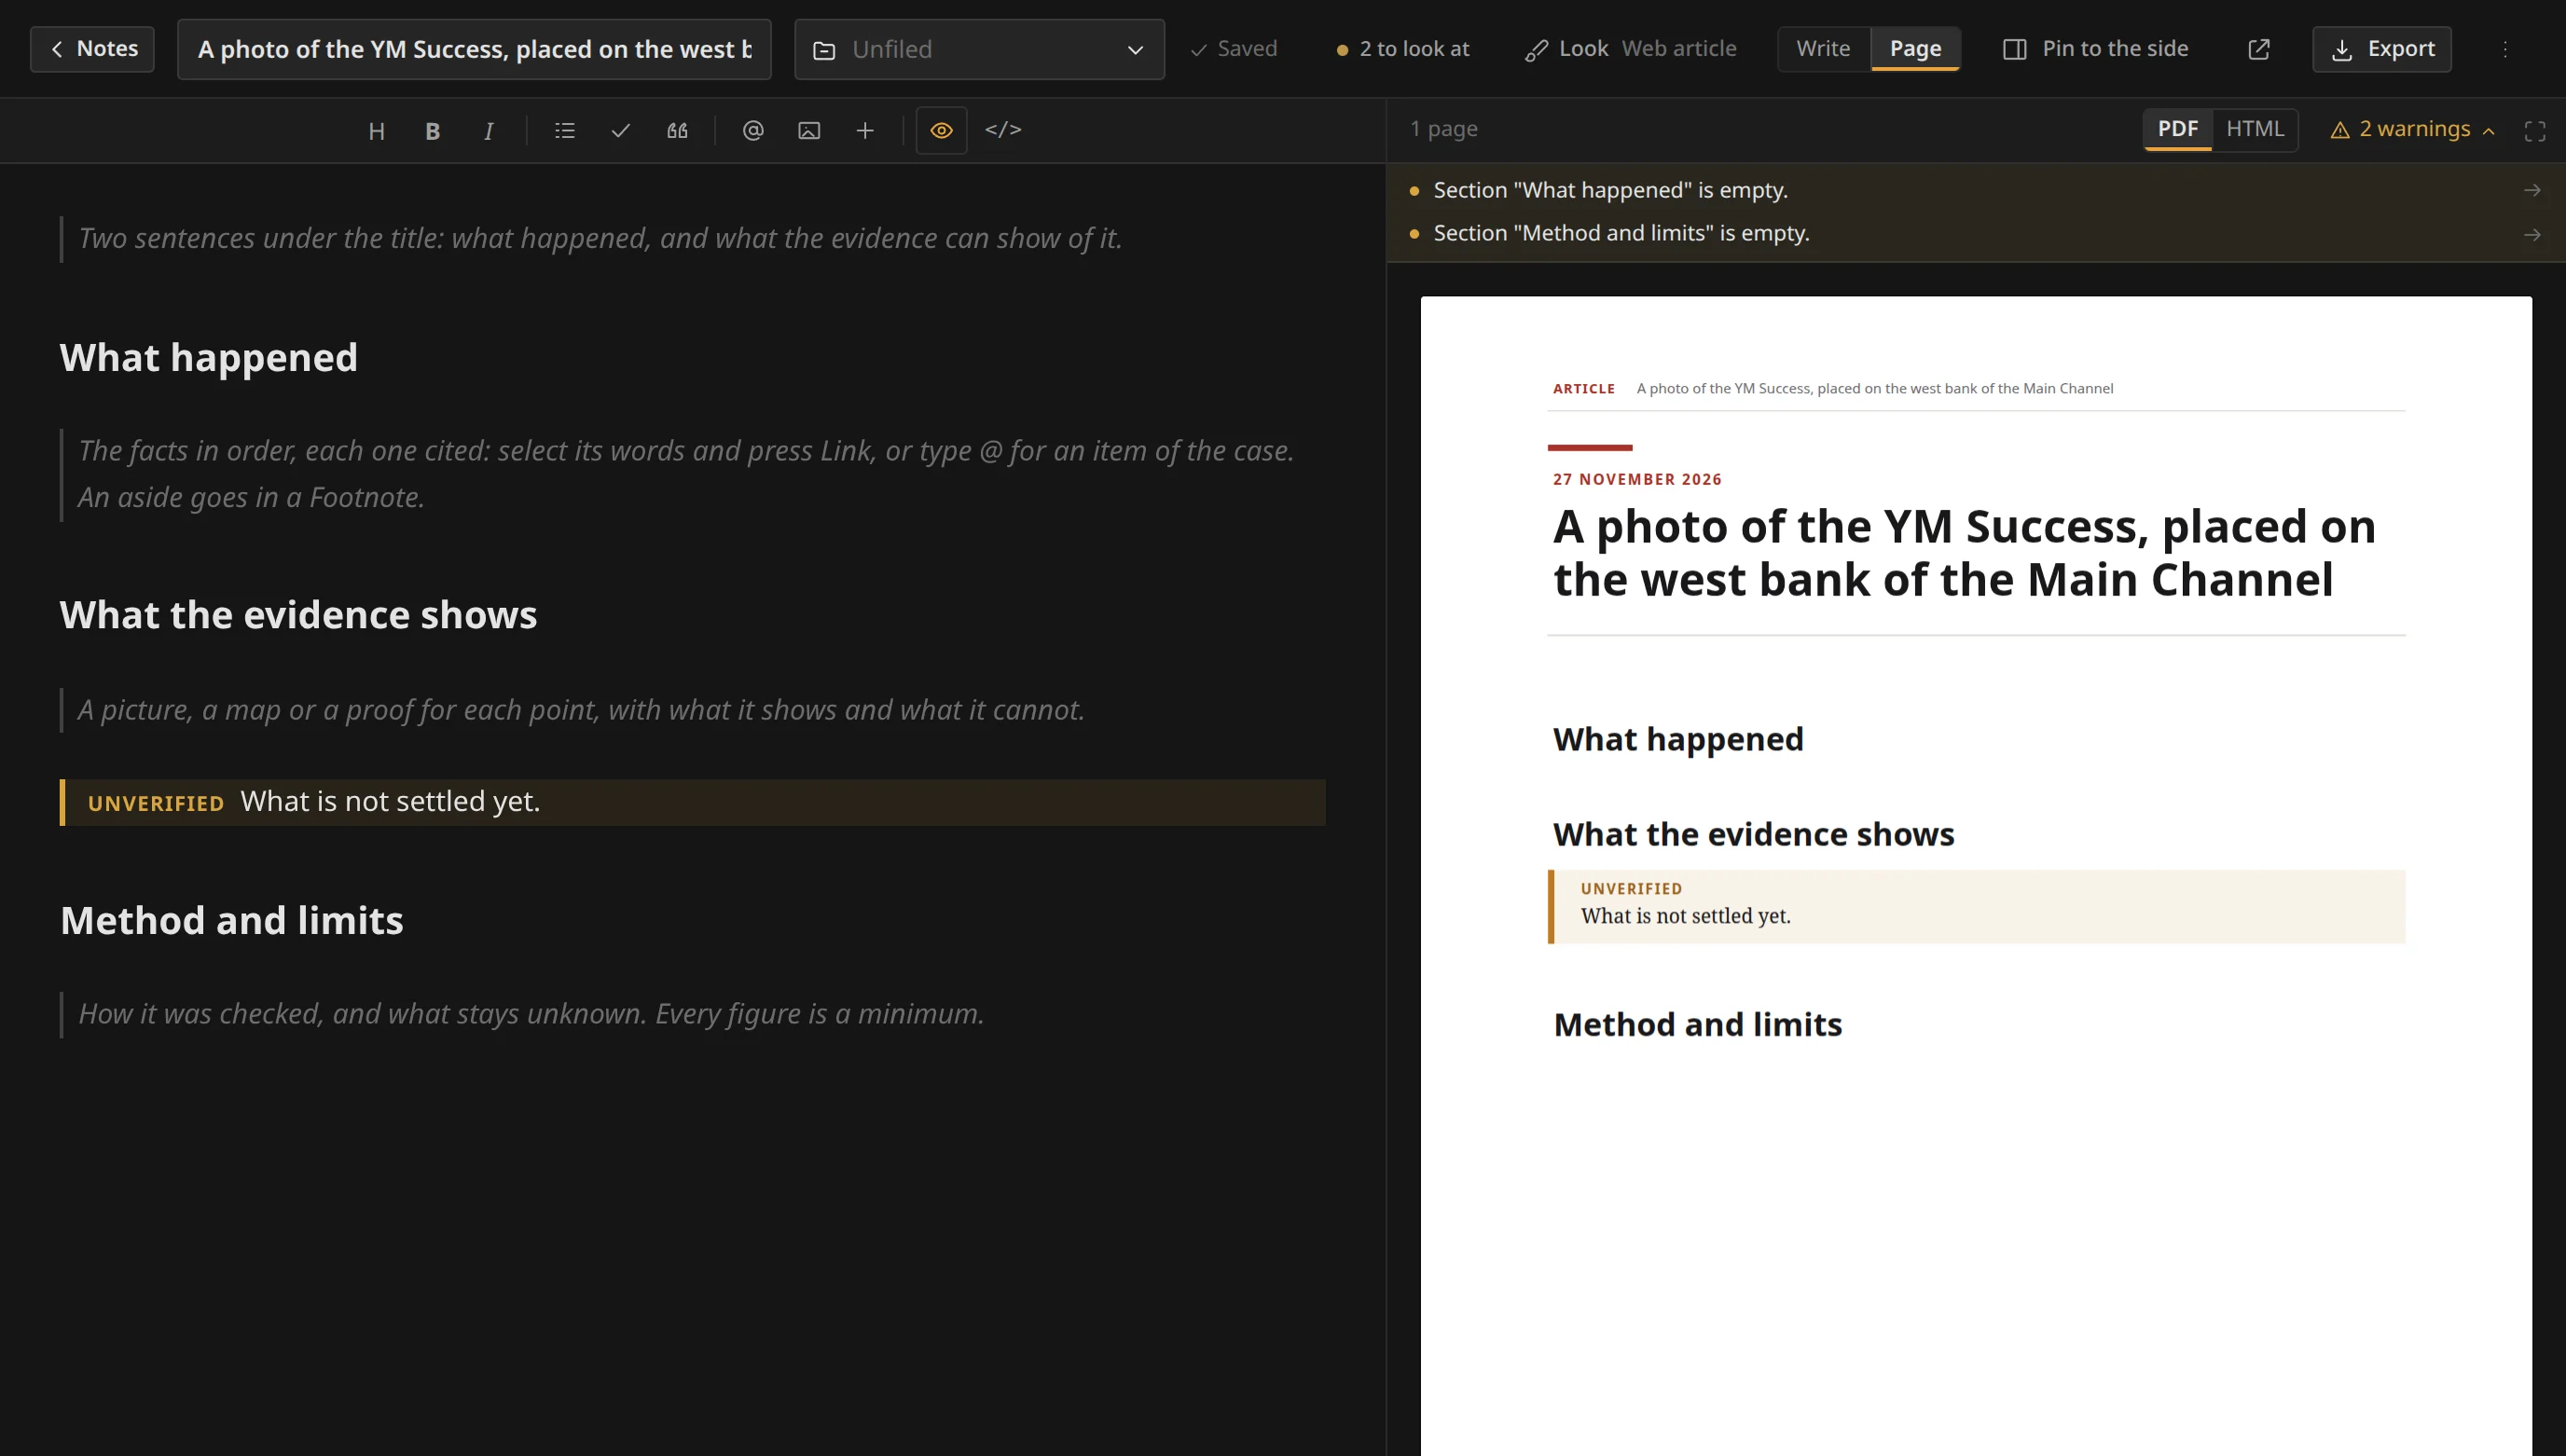 Notes
A photo of the YM Success, placed on the west b
Unfiled
Saved
2 to look at
Look Web article
Write
Page
Pin to the side
Export
H B I
@
</>
1 page
PDF
HTML
2 warnings
Two sentences under the title: what happened, and what the evidence can show of it.
What happened
The facts in order, each one cited: select its words and press Link, or type @ for an item of the case.
An aside goes in a Footnote.
What the evidence shows
A picture, a map or a proof for each point, with what it shows and what it cannot.
UNVERIFIED What is not settled yet.
Method and limits
How it was checked, and what stays unknown. Every figure is a minimum.
Section "What happened" is empty.
Section "Method and limits" is empty.
ARTICLE A photo of the YM Success, placed on the west bank of the Main Channel
27 NOVEMBER 2026
A photo of the YM Success, placed on
the west bank of the Main Channel
What happened
What the evidence shows
UNVERIFIED
What is not settled yet.
Method and limits